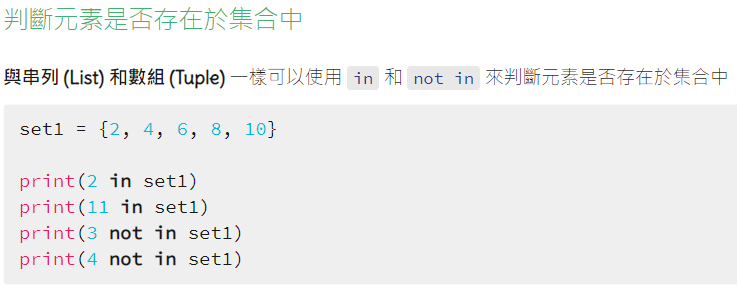 判斷元素是否存在於集合中
與串列 (List) 和數組 (Tuple) 一樣可以使用 in 和 not in 來判斷元素是否存在於集合中
set1 = {2, 4, 6, 8, 10}
print(2 in set1)
print(11 in set1)
print(3 not in set1)
print(4 not in set1)